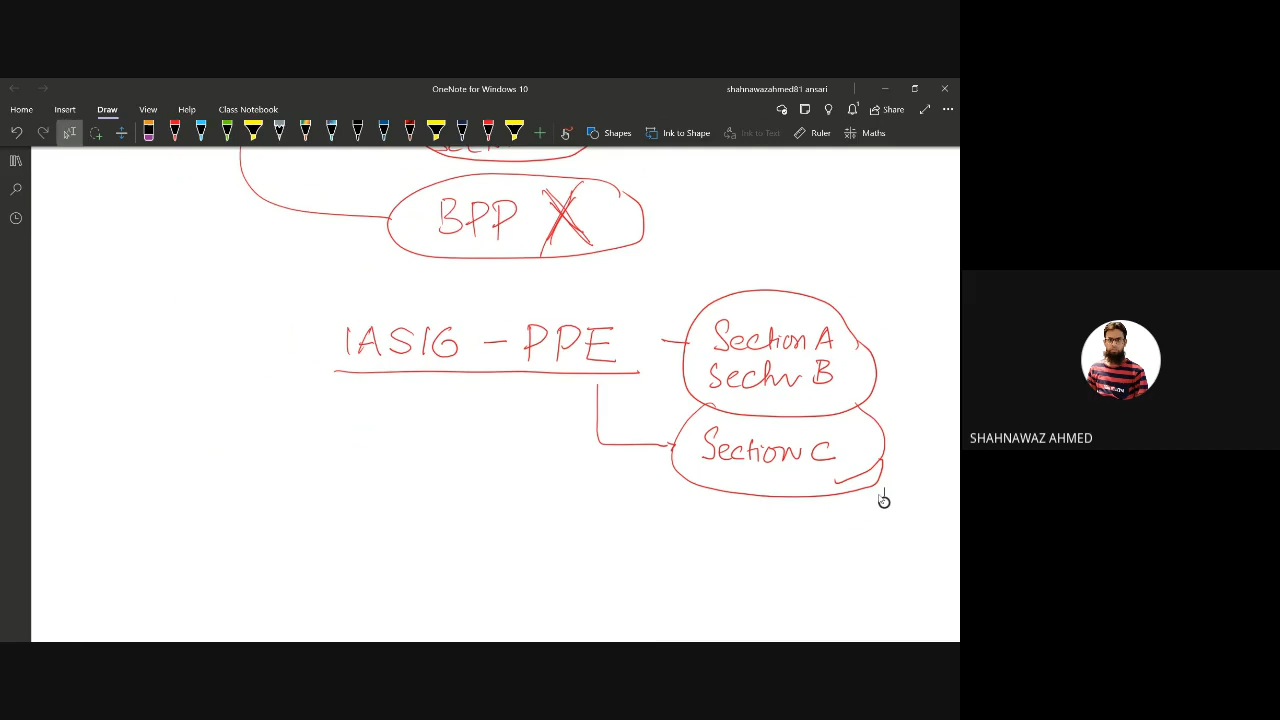 OneNote for Windows 10
shahnawazahmed81 ansari
Home Insert Draw View Help Class Notebook
Share
Shapes Ink to Shape Ink to Text Ruler Maths
BPP X
IAS16 - PPE
Section A
Sectn B
Section C
SHAHNAWAZ AHMED